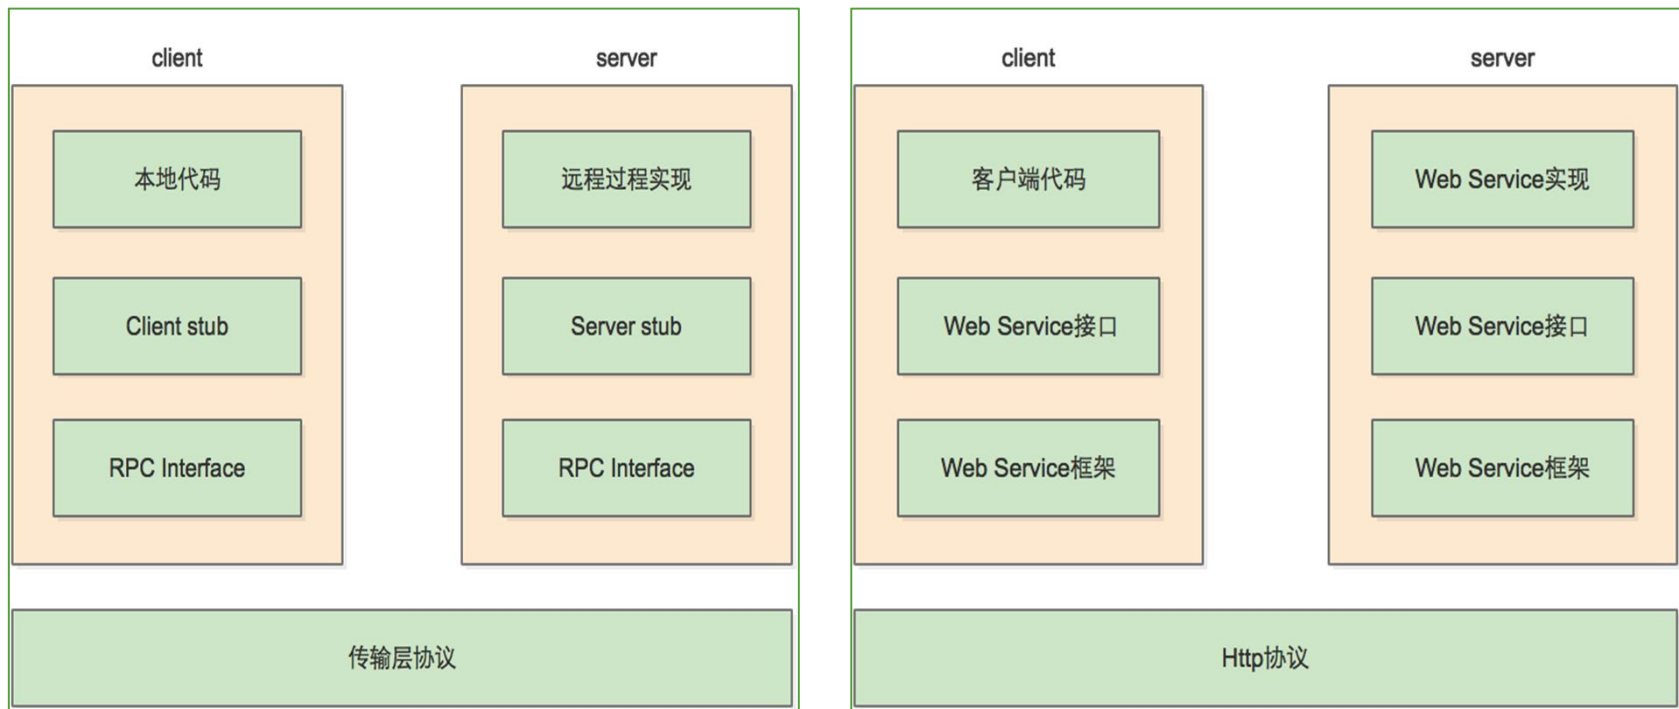 client
server
本地代码
远程过程实现
Client stub
Server stub
RPC Interface
RPC Interface
传输层协议
client
server
客户端代码
Web Service实现
Web Service接口
Web Service接口
Web Service框架
Web Service框架
Http协议